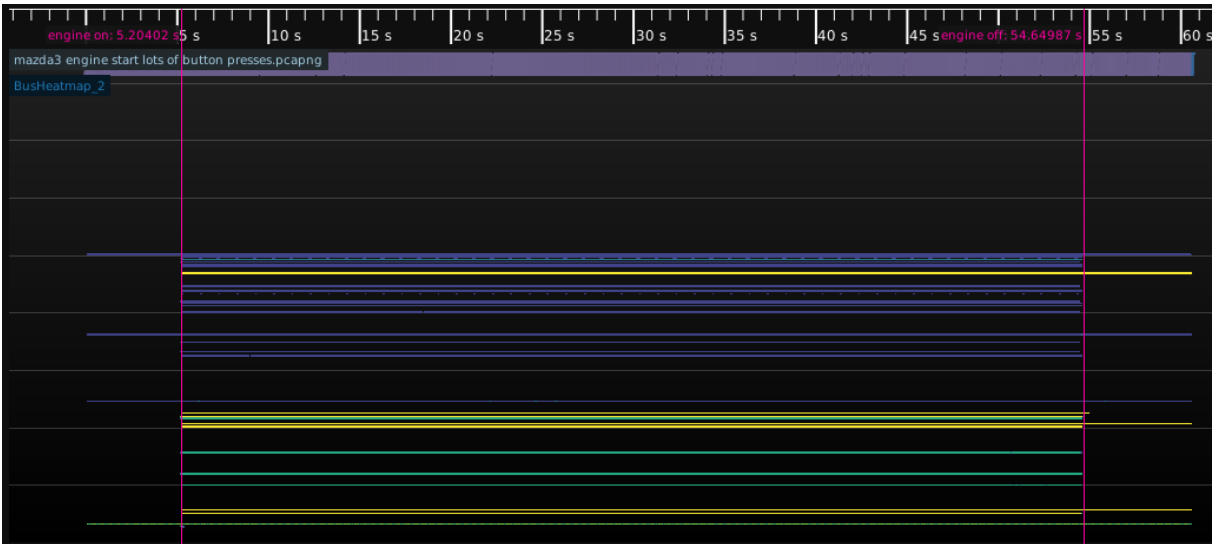 engine on: 5.20402 s 5 s 10 s 15 s 20 s 25 s 30 s 35 s 40 s 45 s engine off: 54.64987 s 55 s 60 s
mazda3 engine start lots of button presses.pcapng
BusHeatmap_2